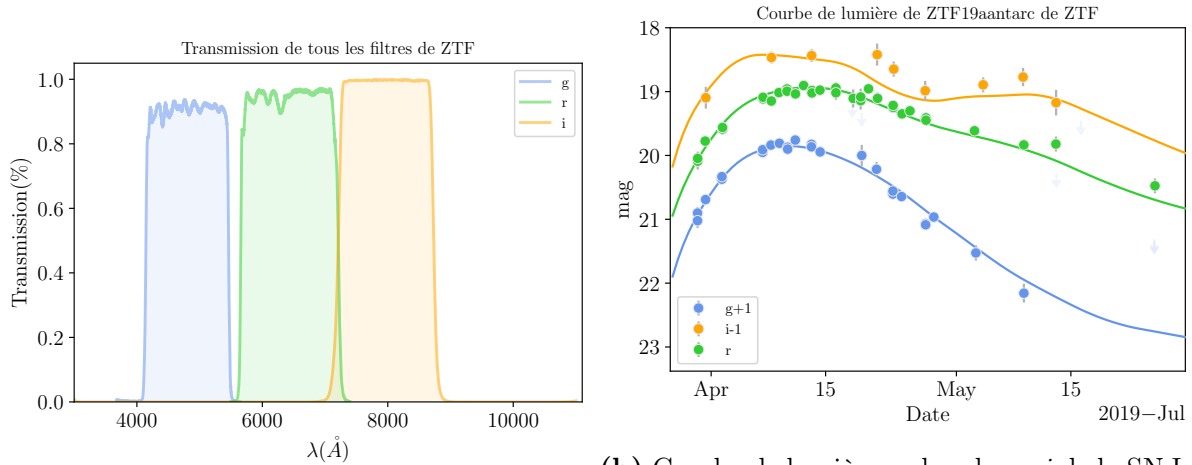 Transmission de tous les filtres de ZTF
1.0
0.8
0.6
0.4
0.2
0.0
Transmission(%)
g
r
i
4000
6000
8000
10000
λ(Å)
Courbe de lumière de ZTF19aantarc de ZTF
18
19
20
21
22
23
mag
g+1
i-1
r
Apr
15
May
15
Date
2019−Jul